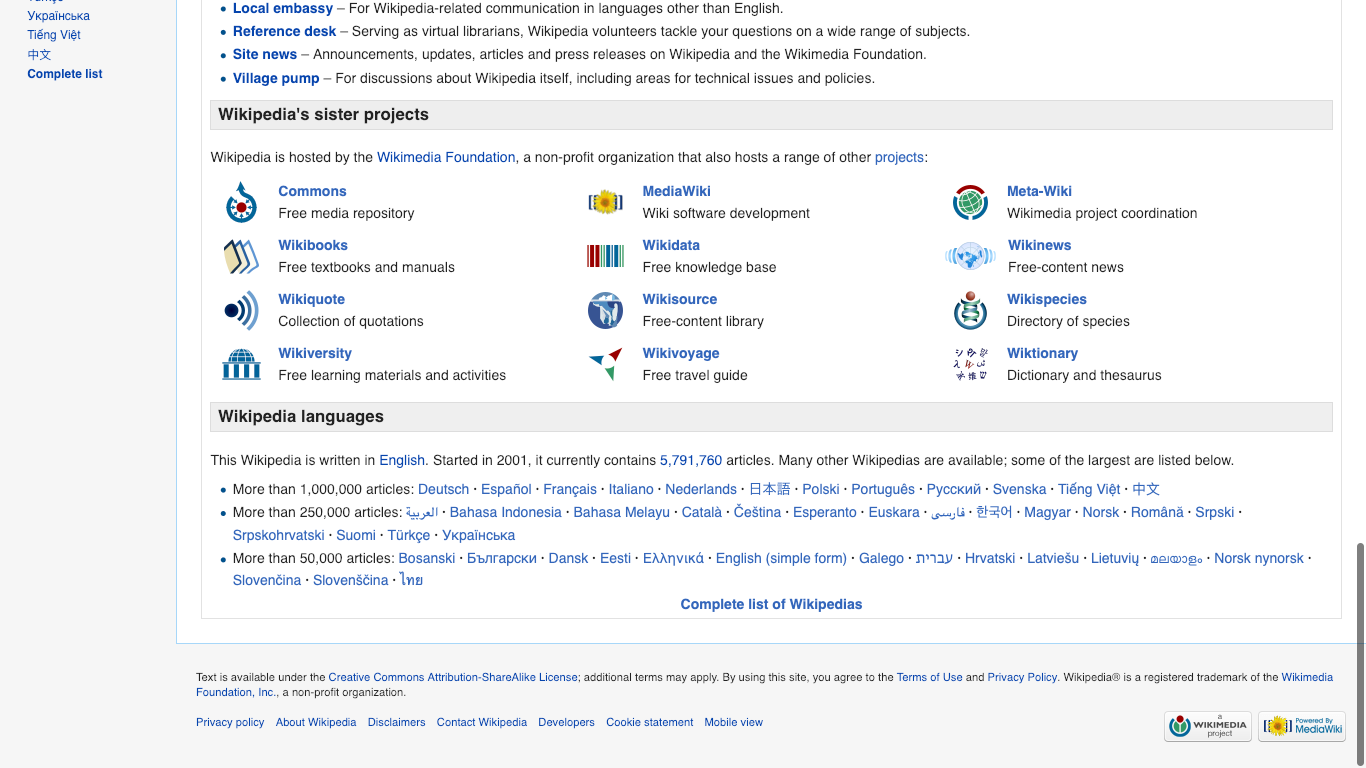 Українська
Tiếng Việt
中文
Complete list
Local embassy – For Wikipedia-related communication in languages other than English.
Reference desk – Serving as virtual librarians, Wikipedia volunteers tackle your questions on a wide range of subjects.
Site news – Announcements, updates, articles and press releases on Wikipedia and the Wikimedia Foundation.
Village pump – For discussions about Wikipedia itself, including areas for technical issues and policies.
Wikipedia's sister projects
Wikipedia is hosted by the Wikimedia Foundation, a non-profit organization that also hosts a range of other projects:
Commons
Free media repository
MediaWiki
Wiki software development
Meta-Wiki
Wikimedia project coordination
Wikibooks
Free textbooks and manuals
Wikidata
Free knowledge base
Wikinews
Free-content news
Wikiquote
Collection of quotations
Wikisource
Free-content library
Wikispecies
Directory of species
Wikiversity
Free learning materials and activities
Wikivoyage
Free travel guide
Wiktionary
Dictionary and thesaurus
Wikipedia languages
This Wikipedia is written in English. Started in 2001, it currently contains 5,791,760 articles. Many other Wikipedias are available; some of the largest are listed below.
More than 1,000,000 articles: Deutsch · Español · Français · Italiano · Nederlands · 日本語 · Polski · Português · Русский · Svenska · Tiếng Việt · 中文
More than 250,000 articles: العربية · Bahasa Indonesia · Bahasa Melayu · Català · Čeština · Esperanto · Euskara · فارسی · 한국어 · Magyar · Norsk · Română · Srpski ·
Srpskohrvatski · Suomi · Türkçe · Українська
More than 50,000 articles: Bosanski · Български · Dansk · Eesti · Ελληνικά · English (simple form) · Galego · עברית · Hrvatski · Latviešu · Lietuvių · മലയാളം · Norsk nynorsk ·
Slovenčina · Slovenščina · ไทย
Complete list of Wikipedias
Text is available under the Creative Commons Attribution-ShareAlike License; additional terms may apply. By using this site, you agree to the Terms of Use and Privacy Policy. Wikipedia® is a registered trademark of the Wikimedia
Foundation, Inc., a non-profit organization.
Privacy policy About Wikipedia Disclaimers Contact Wikipedia Developers Cookie statement Mobile view
a
WIKIMEDIA
project
Powered By
MediaWiki